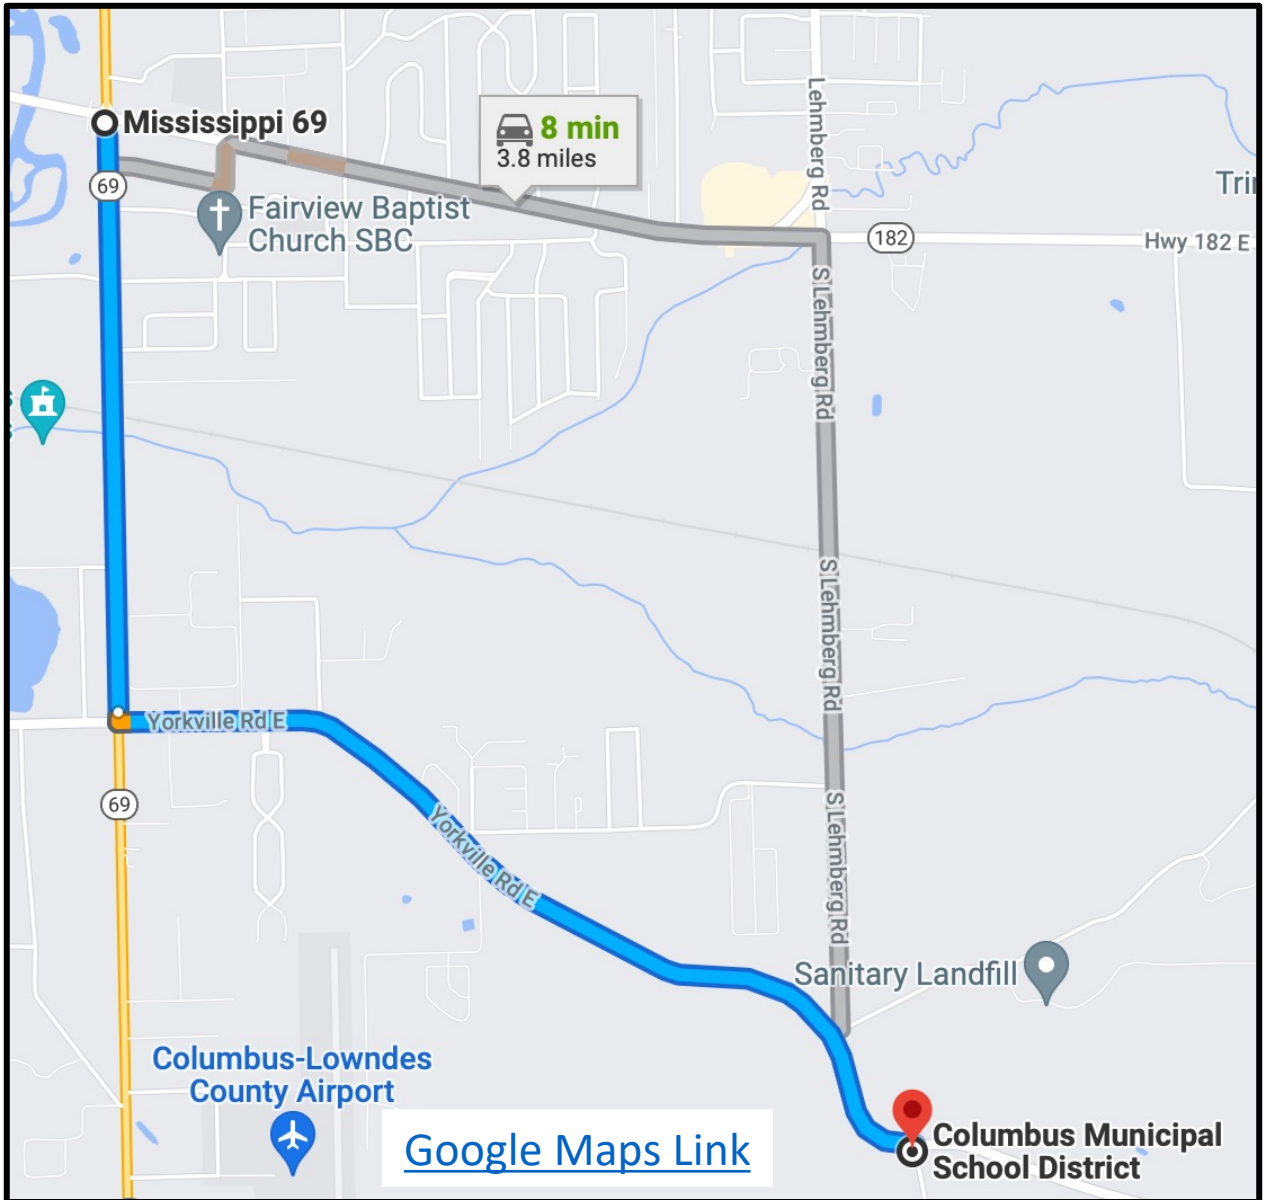 Mississippi 69
8 min
3.8 miles
Lehmberg Rd
69
Fairview Baptist
Church SBC
182
Hwy 182 E
S Lehmberg Rd
S Lehmberg Rd
Yorkville Rd E
69
Yorkville Rd E
S Lehmberg Rd
Sanitary Landfill
Columbus-Lowndes
County Airport
Google Maps Link
Columbus Municipal
School District